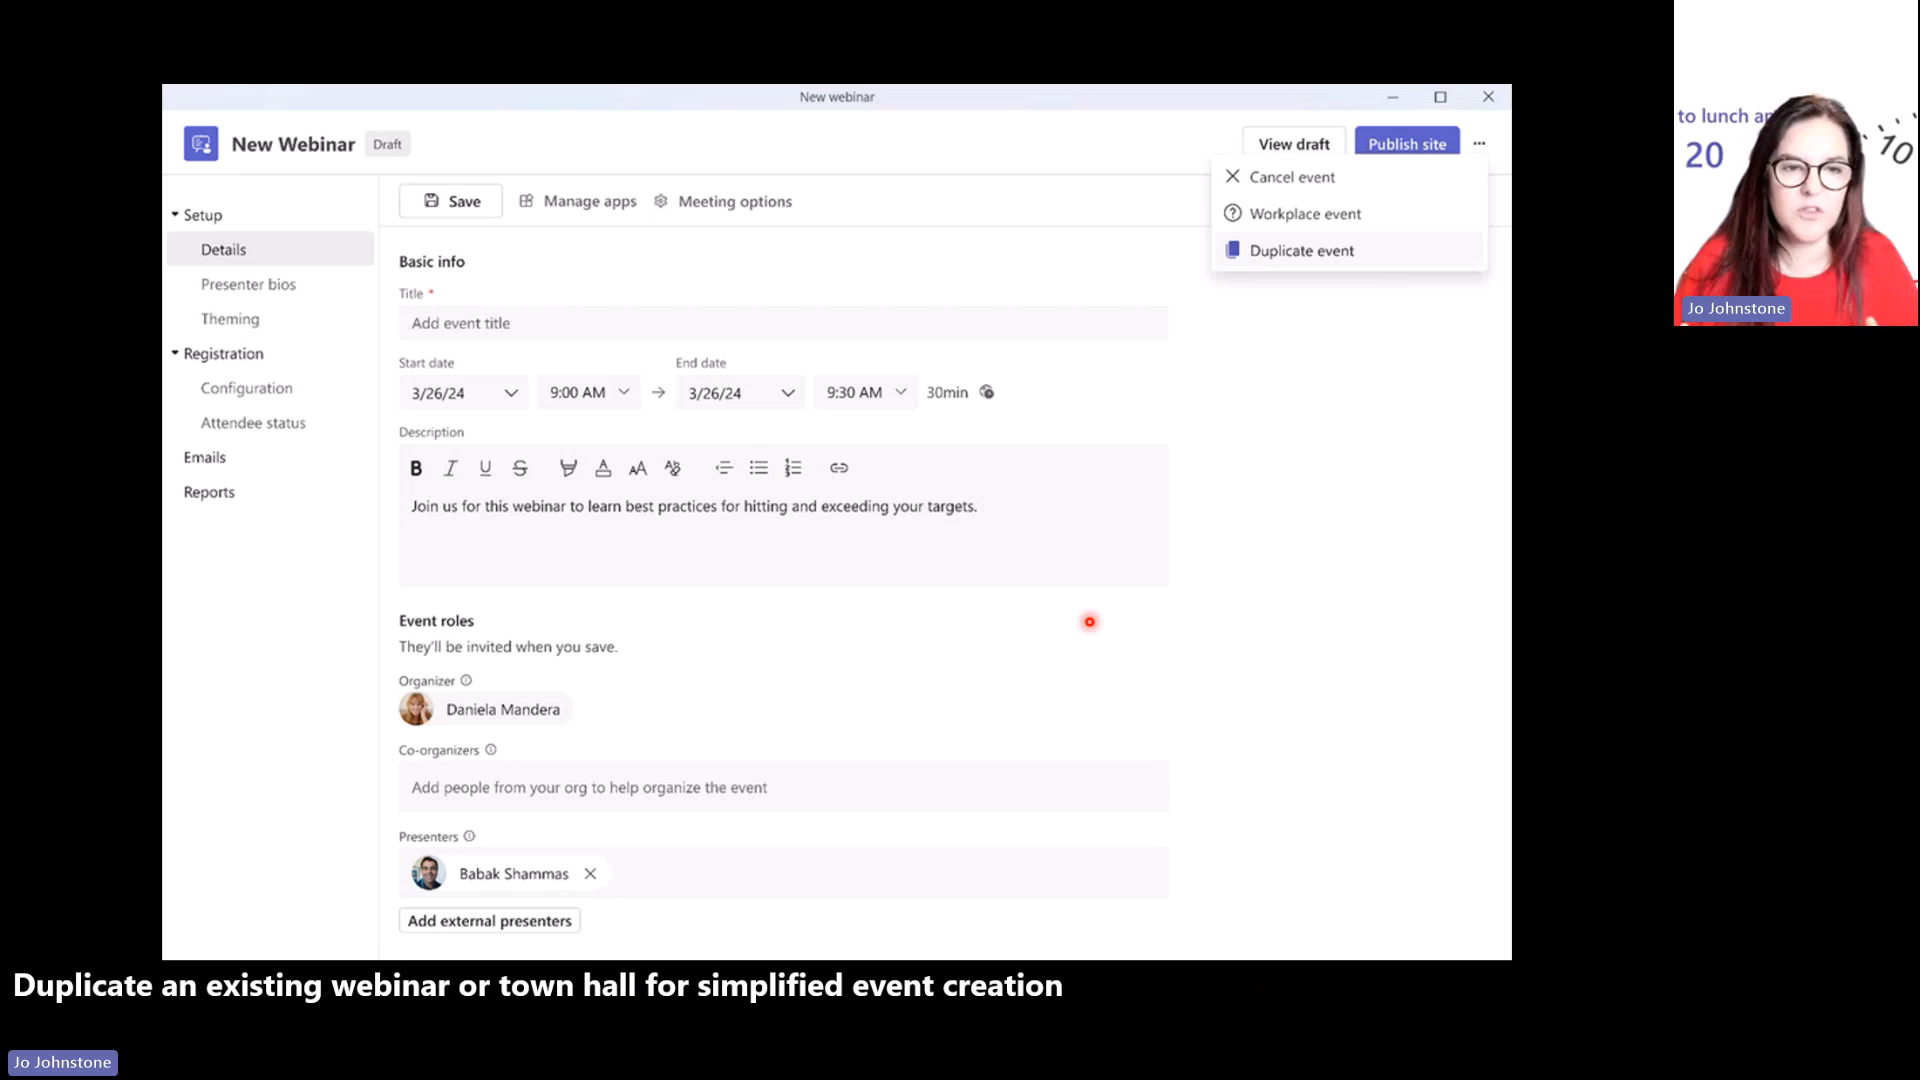 New webinar
New Webinar
Draft
View draft
Publish site
Cancel event
Workplace event
Duplicate event
Setup
Details
Presenter bios
Theming
Registration
Configuration
Attendee status
Emails
Reports
Save
Manage apps
Meeting options
Basic info
Title *
Add event title
Start date
End date
3/26/24
9:00 AM
3/26/24
9:30 AM
30min
Description
Join us for this webinar to learn best practices for hitting and exceeding your targets.
Event roles
They'll be invited when you save.
Organizer
Daniela Mandera
Co-organizers
Add people from your org to help organize the event
Presenters
Babak Shammas
Add external presenters
Duplicate an existing webinar or town hall for simplified event creation
Jo Johnstone
to lunch
20
10
Jo Johnstone